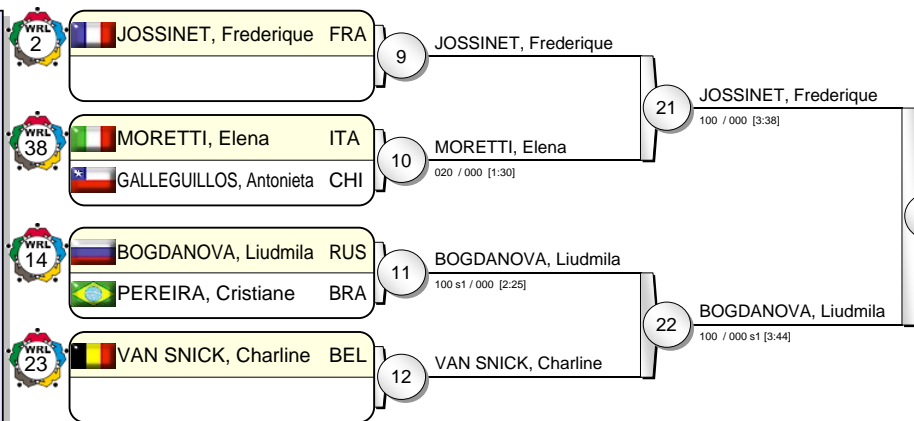 WRL
2
JOSSINET, Frederique FRA
9
JOSSINET, Frederique
21
JOSSINET, Frederique
100 / 000 [3:38]
WRL
38
MORETTI, Elena ITA
GALLEGUILLOS, Antonieta CHI
10
MORETTI, Elena
020 / 000 [1:30]
WRL
14
BOGDANOVA, Liudmila RUS
PEREIRA, Cristiane BRA
11
BOGDANOVA, Liudmila
100 s1 / 000 [2:25]
22
BOGDANOVA, Liudmila
100 / 000 s1 [3:44]
WRL
23
VAN SNICK, Charline BEL
12
VAN SNICK, Charline